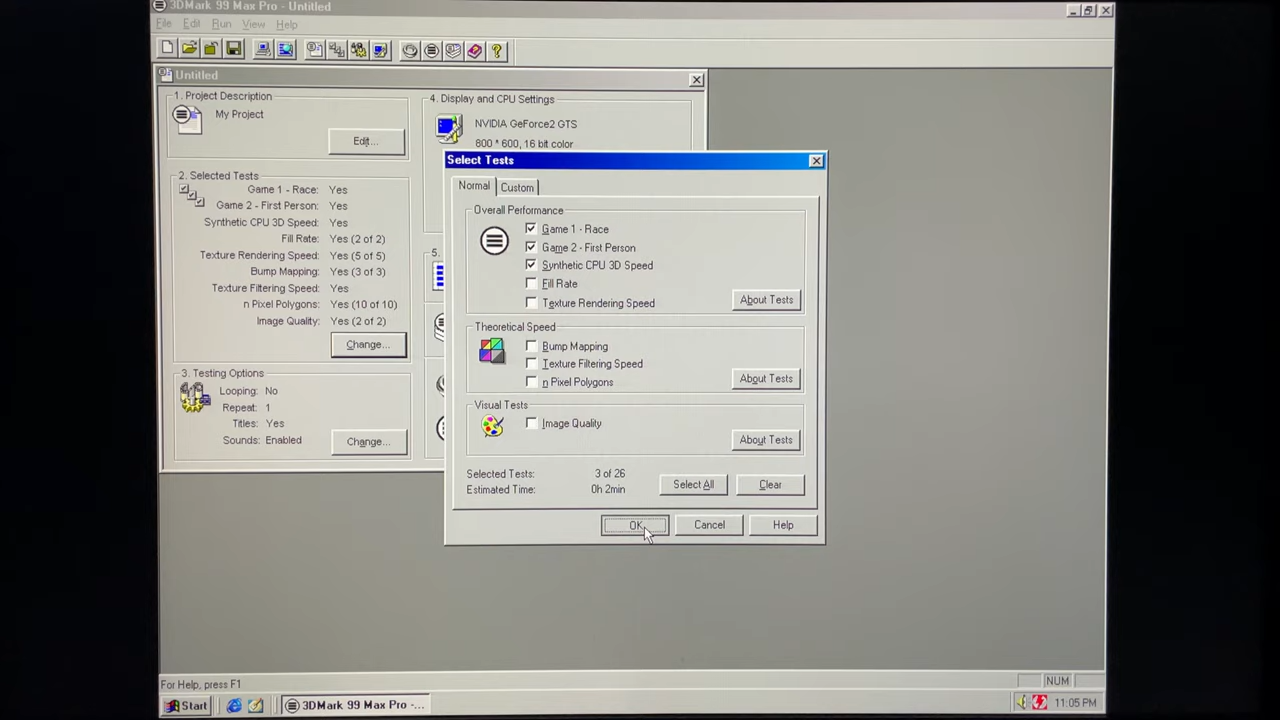 3DMark 99 Max Pro - Untitled
File Edit Run View Help
Untitled
1. Project Description
My Project
Edit...
2. Selected Tests
Game 1 - Race: Yes
Game 2 - First Person: Yes
Synthetic CPU 3D Speed: Yes
Fill Rate: Yes (2 of 2)
Texture Rendering Speed: Yes (5 of 5)
Bump Mapping: Yes (3 of 3)
Texture Filtering Speed: Yes
n Pixel Polygons: Yes (10 of 10)
Image Quality: Yes (2 of 2)
Change...
3. Testing Options
Looping: No
Repeat: 1
Titles: Yes
Sounds: Enabled
Change...
4. Display and CPU Settings
NVIDIA GeForce2 GTS
800 * 600, 16 bit color
5.
Select Tests
Normal Custom
Overall Performance
Game 1 - Race
Game 2 - First Person
Synthetic CPU 3D Speed
Fill Rate
Texture Rendering Speed
About Tests
Theoretical Speed
Bump Mapping
Texture Filtering Speed
n Pixel Polygons
About Tests
Visual Tests
Image Quality
About Tests
Selected Tests: 3 of 26
Estimated Time: 0h 2min
Select All Clear
OK Cancel Help
For Help, press F1
NUM
Start
3DMark 99 Max Pro -...
11:05 PM